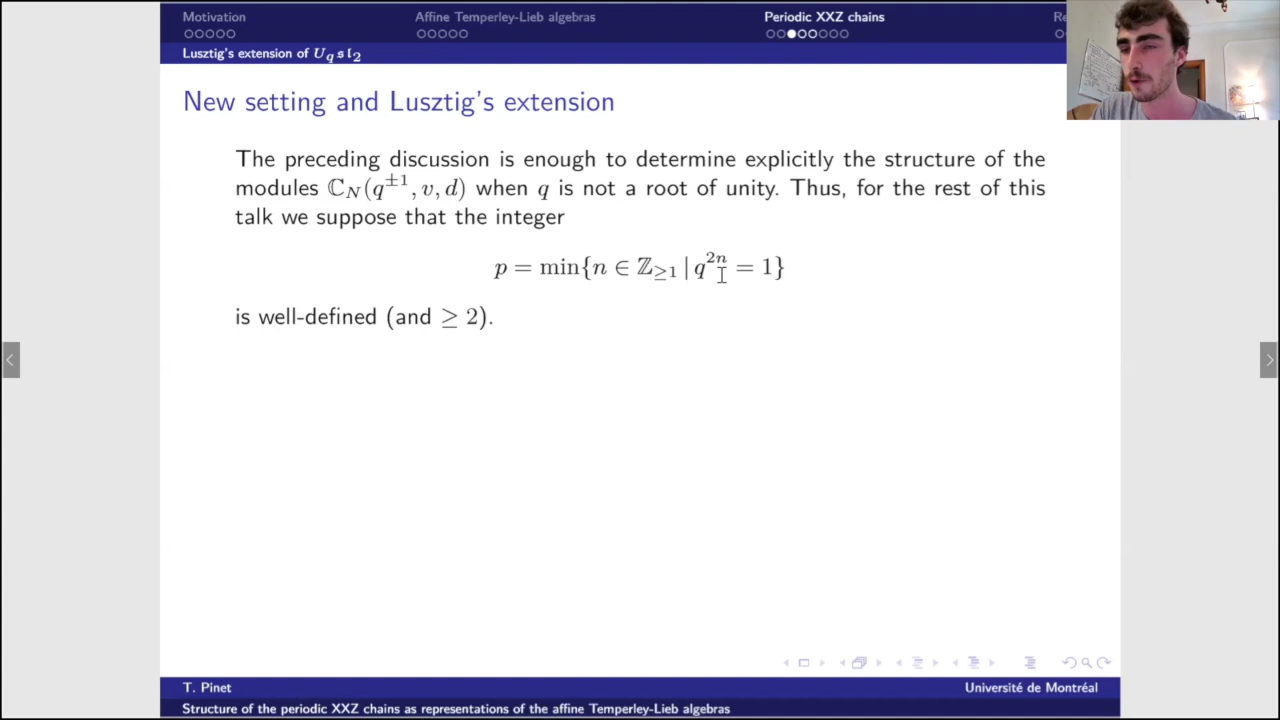 Motivation
Affine Temperley-Lieb algebras
Periodic XXZ chains
Re
Lusztig's extension of U_q 𝔰𝔩_2
New setting and Lusztig's extension
The preceding discussion is enough to determine explicitly the structure of the
modules ℂ_N(q^{±1}, v, d) when q is not a root of unity. Thus, for the rest of this
talk we suppose that the integer
p = min{n ∈ ℤ_{≥1} | q^{2n} = 1}
is well-defined (and ≥ 2).
T. Pinet
Université de Montréal
Structure of the periodic XXZ chains as representations of the affine Temperley-Lieb algebras